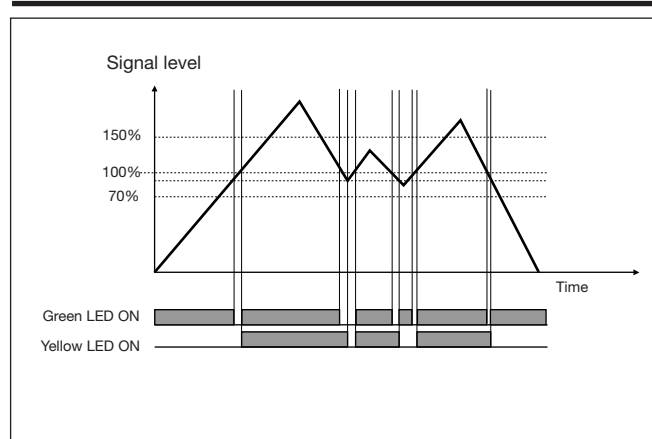 Signal level
150%
100%
70%
Time
Green LED ON
Yellow LED ON